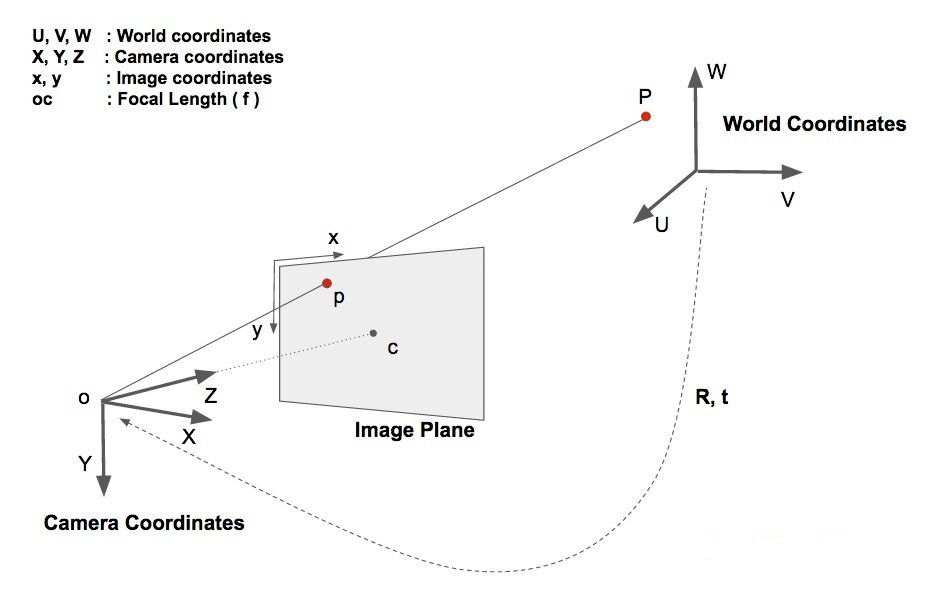 U, V, W : World coordinates
X, Y, Z : Camera coordinates
x, y : Image coordinates
oc : Focal Length ( f )
W
P
World Coordinates
V
U
x
p
y
c
o
Z
R, t
X
Image Plane
Y
Camera Coordinates